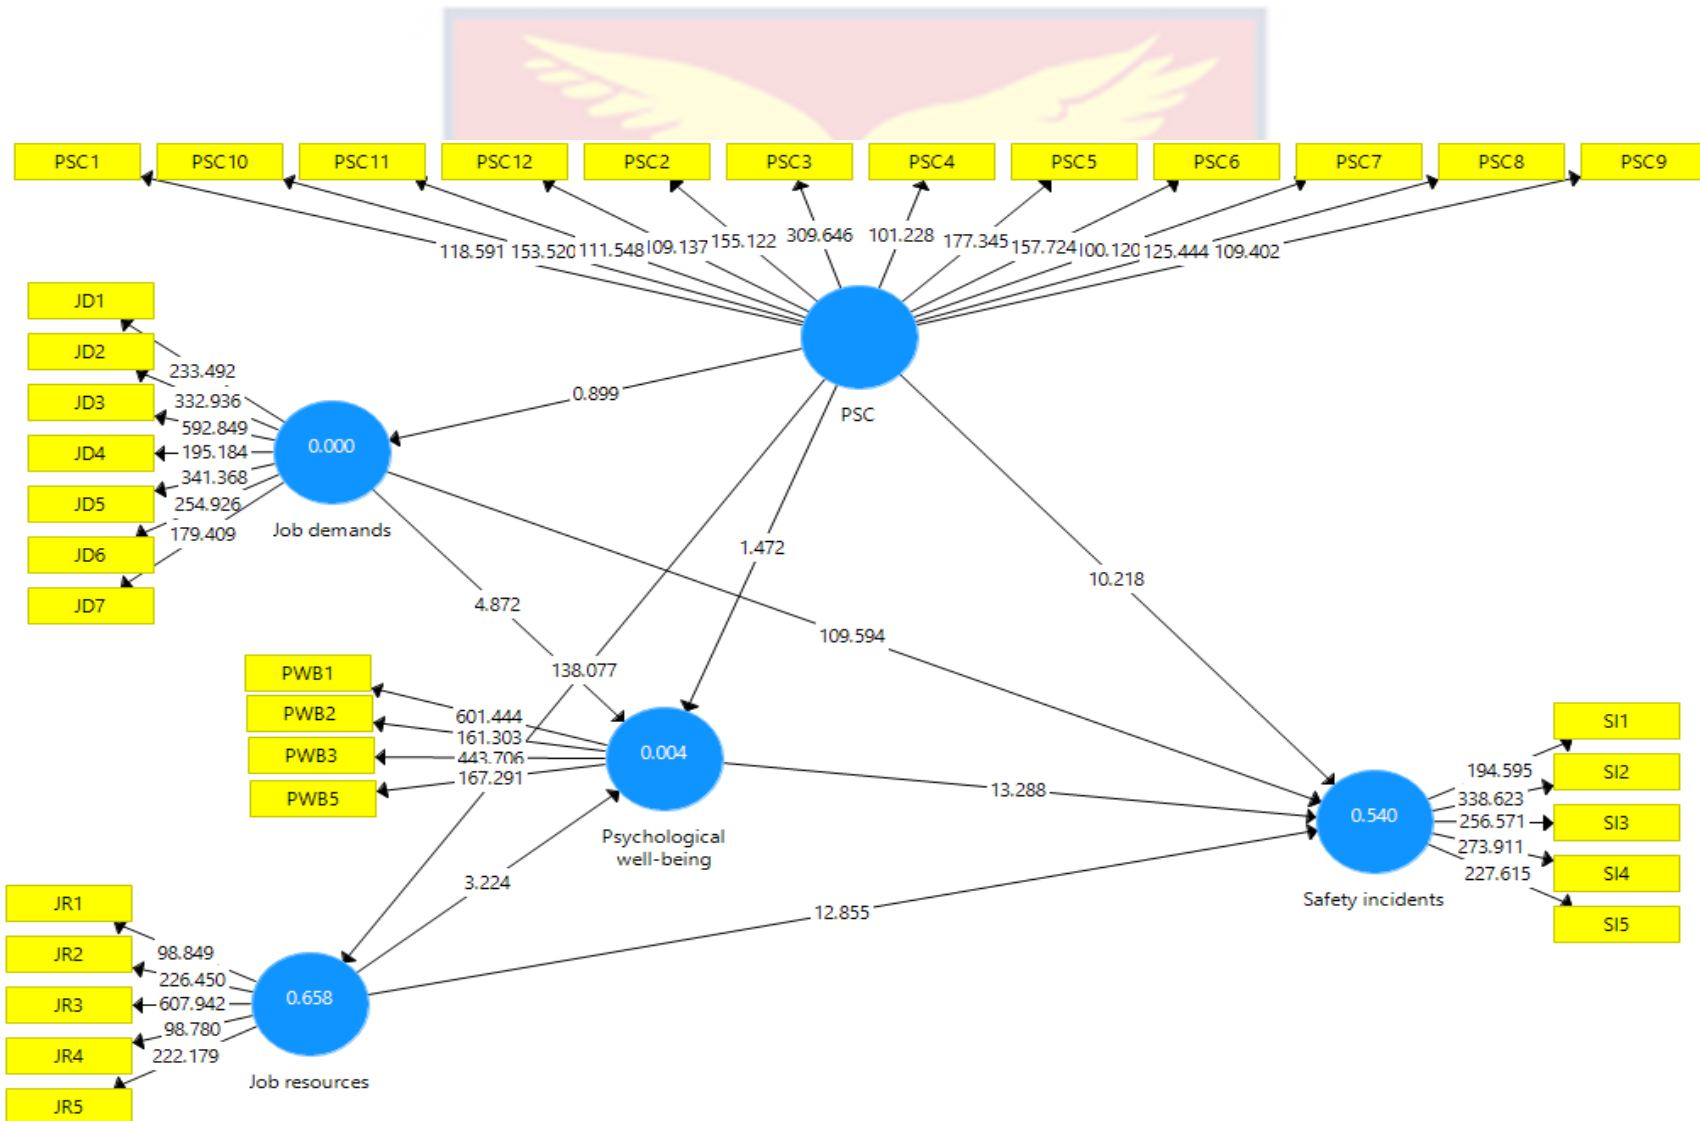 PSC1 PSC10 PSC11 PSC12 PSC2 PSC3 PSC4 PSC5 PSC6 PSC7 PSC8 PSC9
118.591 153.520 111.548 109.137 155.122 309.646 101.228 177.345 157.724 100.120 125.444 109.402
PSC
JD1
JD2
JD3
JD4
JD5
JD6
JD7
233.492
332.936
592.849
195.184
341.368
254.926
179.409
0.000
Job demands
0.899
1.472
10.218
4.872
109.594
138.077
PWB1
PWB2
PWB3
PWB5
601.444
161.303
443.706
167.291
0.004
Psychological
well-being
13.288
3.224
12.855
JR1
JR2
JR3
JR4
JR5
98.849
226.450
607.942
98.780
222.179
0.658
Job resources
0.540
Safety incidents
194.595
338.623
256.571
273.911
227.615
SI1
SI2
SI3
SI4
SI5